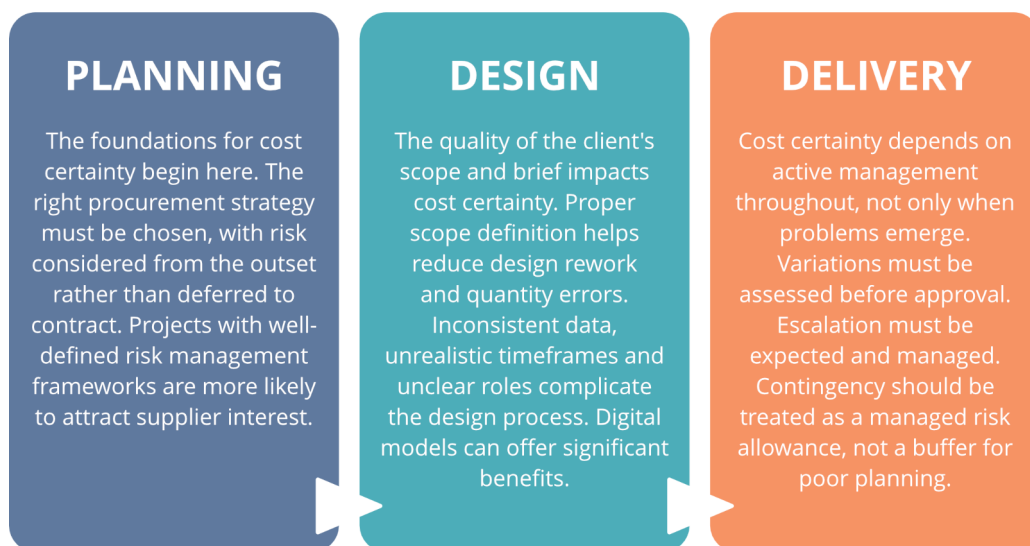 PLANNING
The foundations for cost
certainty begin here. The
right procurement strategy
must be chosen, with risk
considered from the outset
rather than deferred to
contract. Projects with well-
defined risk management
frameworks are more likely
to attract supplier interest.
DESIGN
The quality of the client's
scope and brief impacts
cost certainty. Proper
scope definition helps
reduce design rework
and quantity errors.
Inconsistent data,
unrealistic timeframes and
unclear roles complicate
the design process. Digital
models can offer significant
benefits.
DELIVERY
Cost certainty depends on
active management
throughout, not only when
problems emerge.
Variations must be
assessed before approval.
Escalation must be
expected and managed.
Contingency should be
treated as a managed risk
allowance, not a buffer for
poor planning.